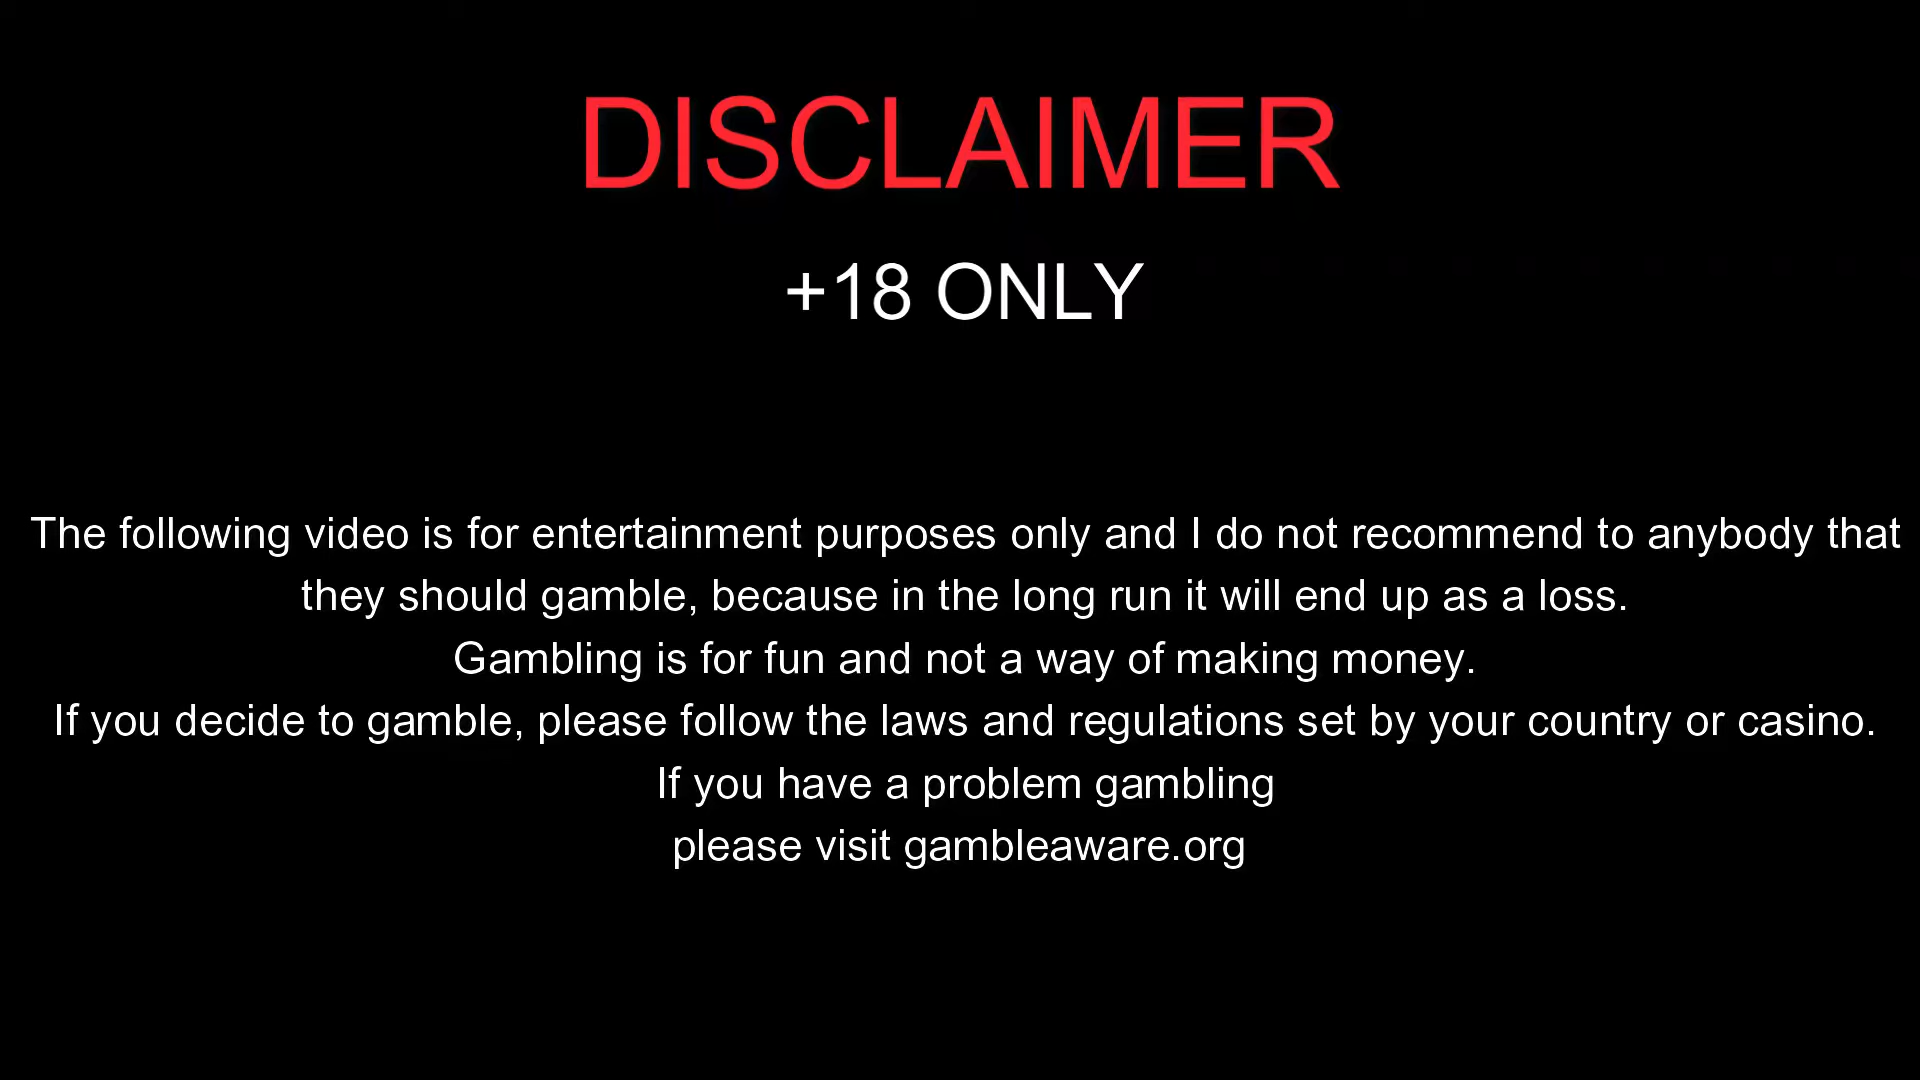 DISCLAIMER
+18 ONLY
The following video is for entertainment purposes only and I do not recommend to anybody that
they should gamble, because in the long run it will end up as a loss.
Gambling is for fun and not a way of making money.
If you decide to gamble, please follow the laws and regulations set by your country or casino.
If you have a problem gambling
please visit gambleaware.org